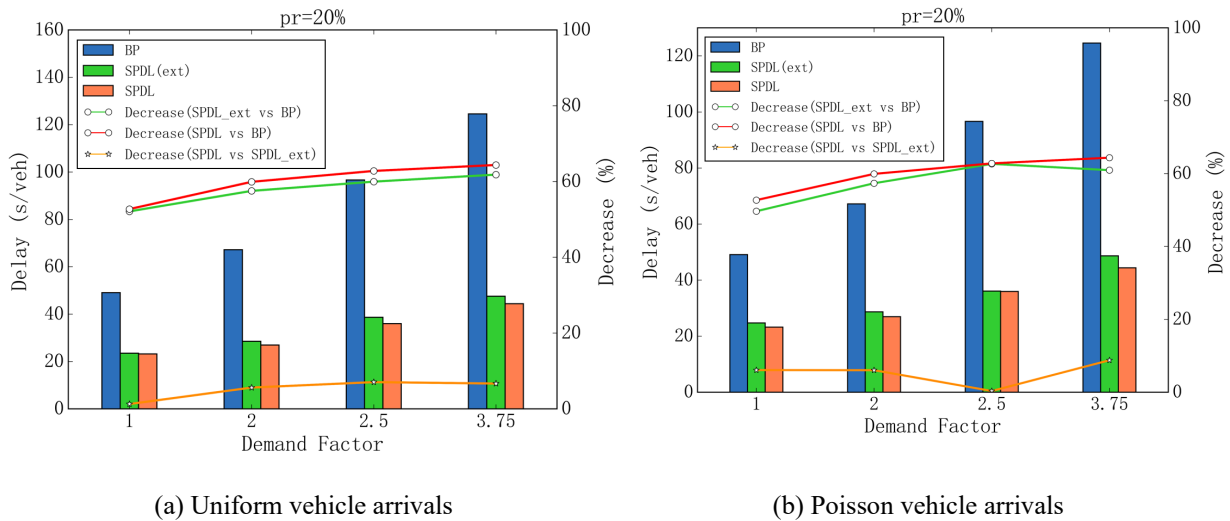 pr=20%
160
140
120
100
80
60
40
20
0
Delay (s/veh)
BP
SPDL(ext)
SPDL
Decrease(SPDL_ext vs BP)
Decrease(SPDL vs BP)
Decrease(SPDL vs SPDL_ext)
100
80
60
40
20
0
Decrease (%)
1 2 2.5 3.75
Demand Factor
(a) Uniform vehicle arrivals
pr=20%
120
100
80
60
40
20
0
Delay (s/veh)
BP
SPDL(ext)
SPDL
Decrease(SPDL_ext vs BP)
Decrease(SPDL vs BP)
Decrease(SPDL vs SPDL_ext)
100
80
60
40
20
0
Decrease (%)
1 2 2.5 3.75
Demand Factor
(b) Poisson vehicle arrivals